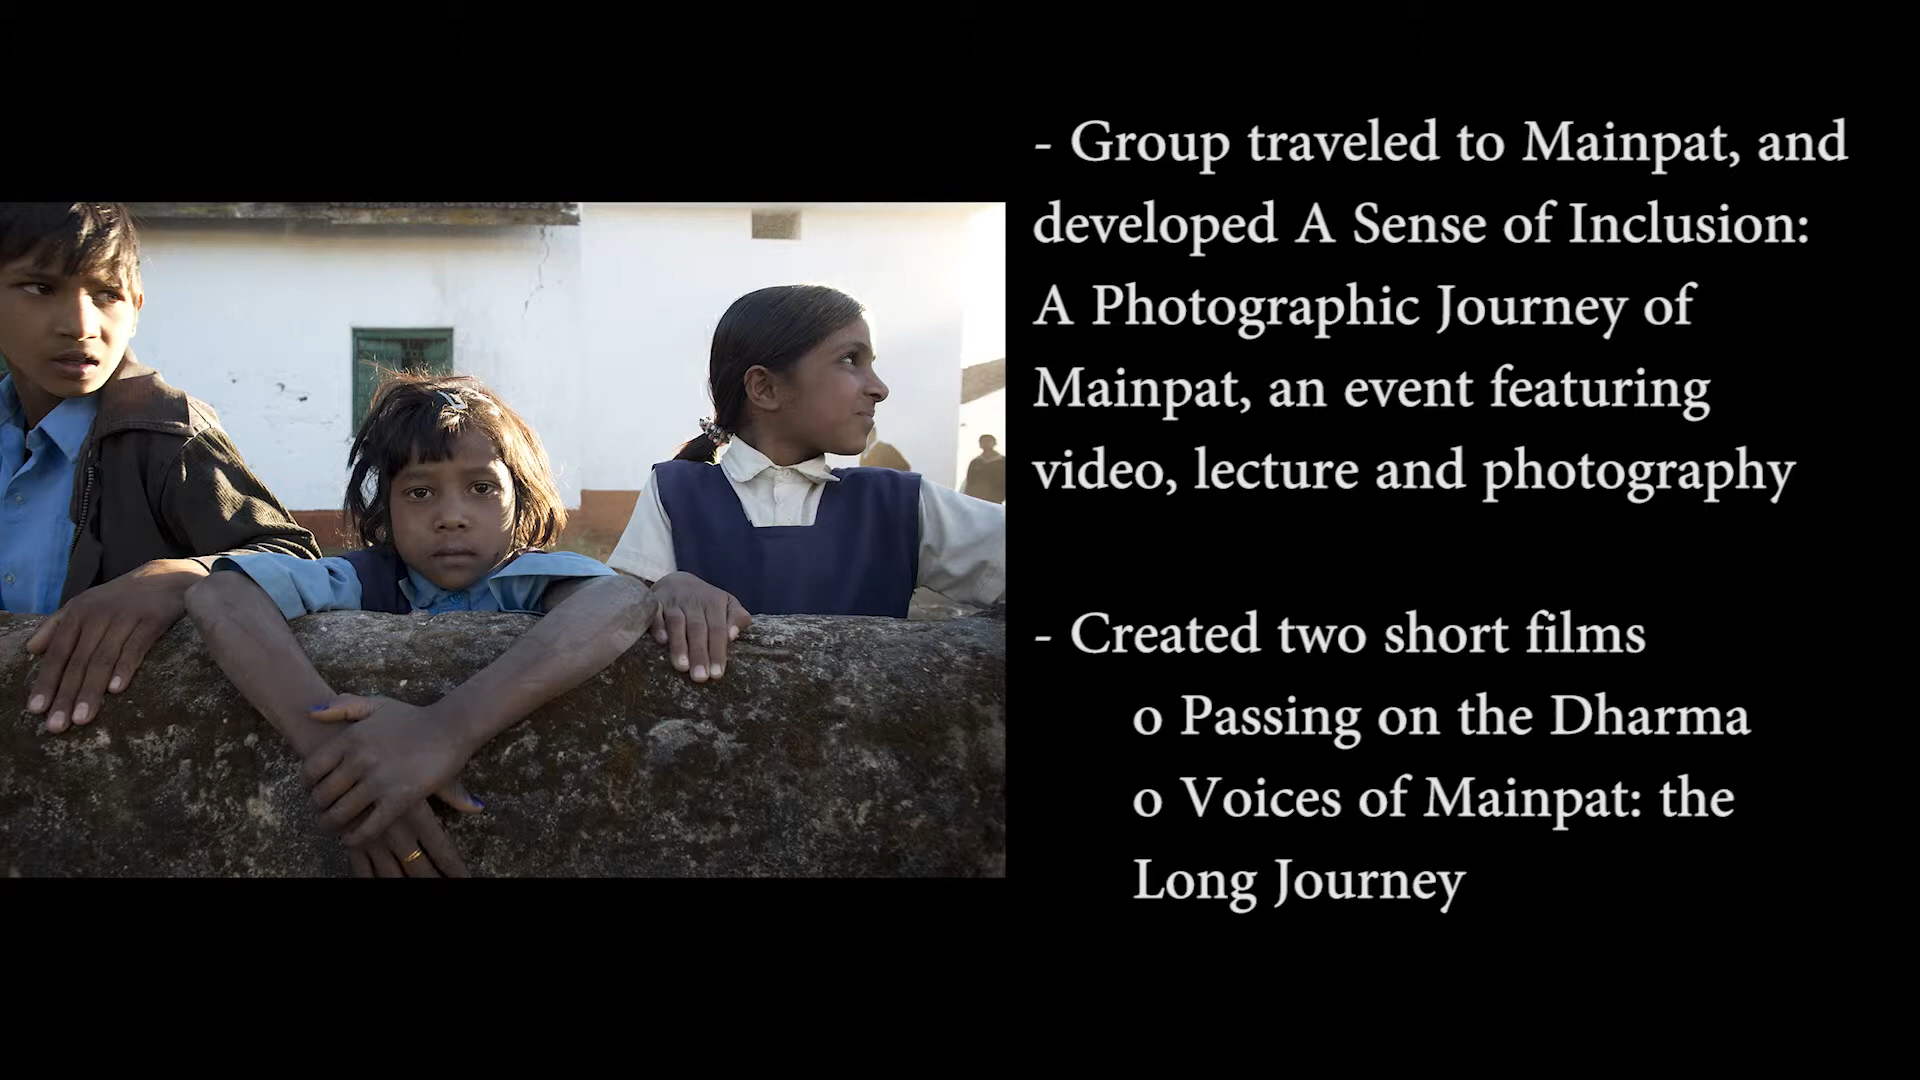 - Group traveled to Mainpat, and
developed A Sense of Inclusion:
A Photographic Journey of
Mainpat, an event featuring
video, lecture and photography
- Created two short films
o Passing on the Dharma
o Voices of Mainpat: the
Long Journey